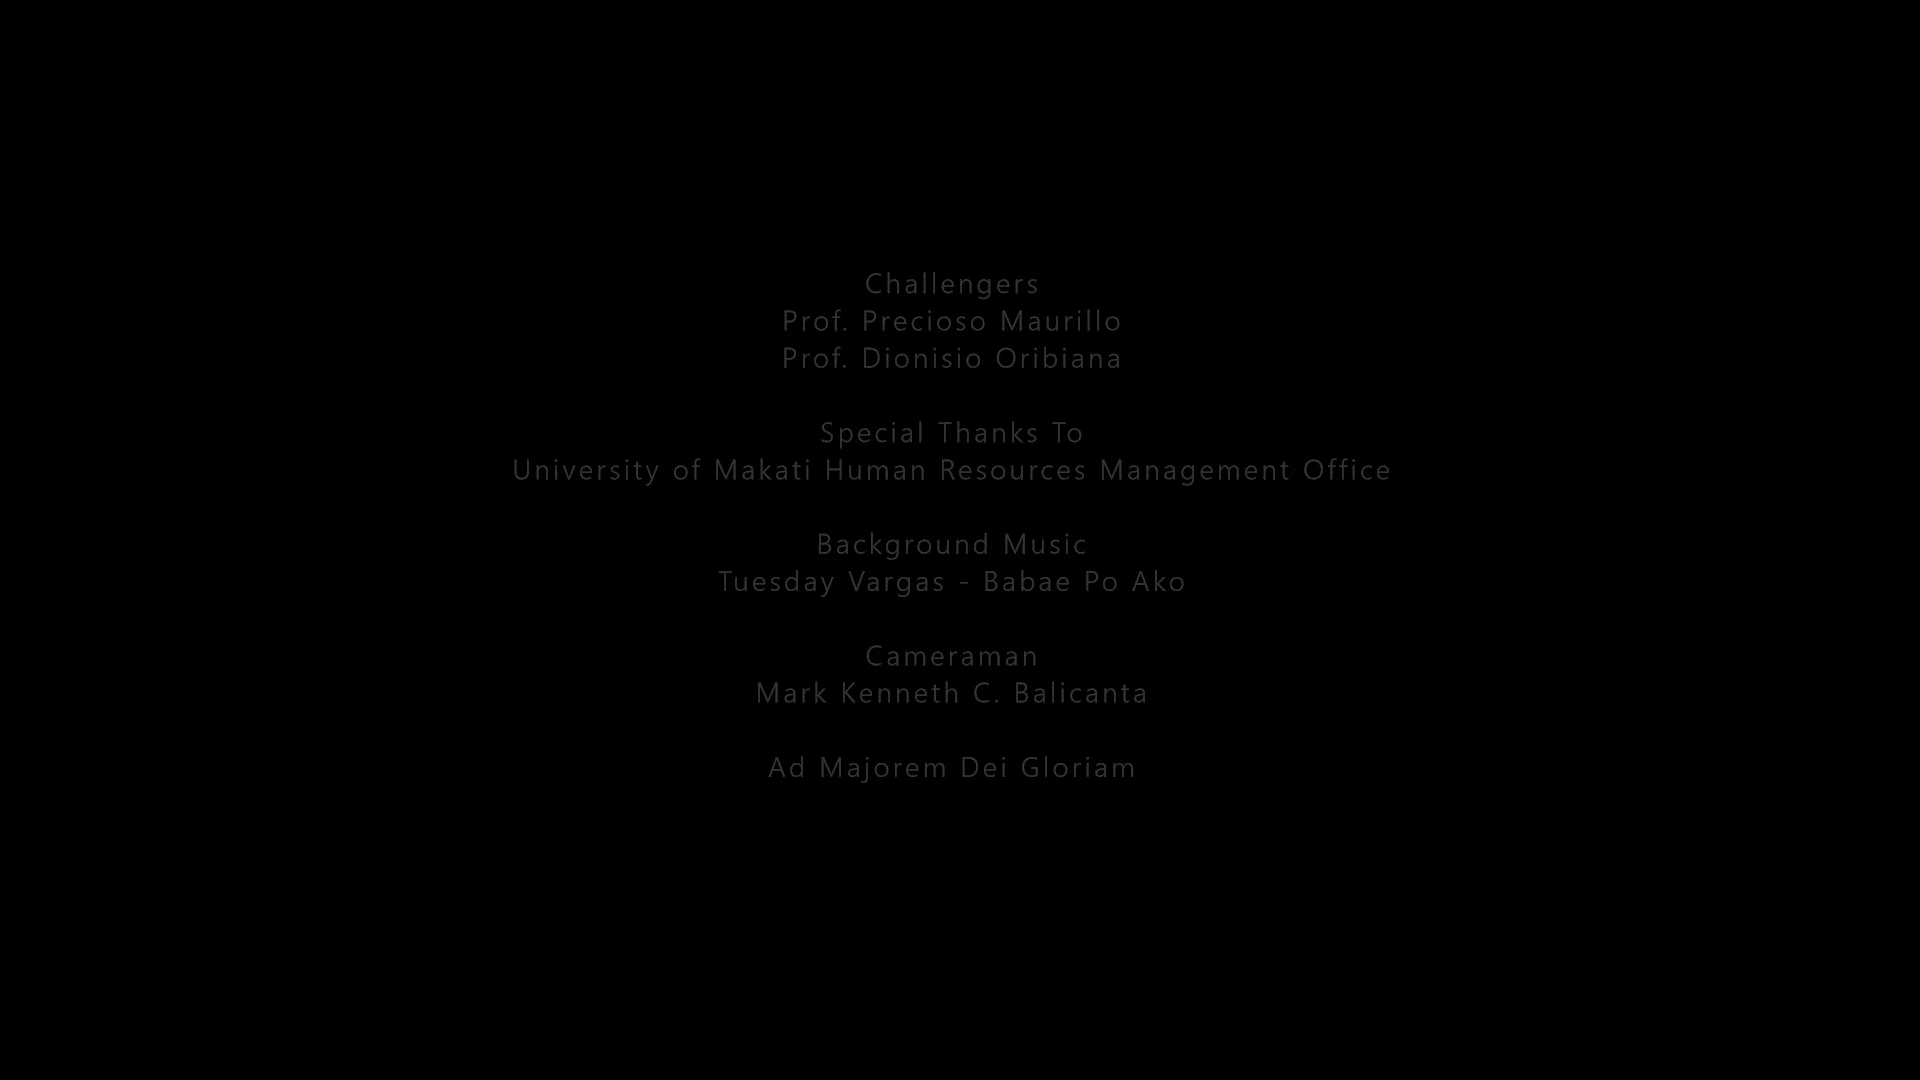 Challengers
Prof. Precioso Maurillo
Prof. Dionisio Oribiana
Special Thanks To
University of Makati Human Resources Management Office
Background Music
Tuesday Vargas - Babae Po Ako
Cameraman
Mark Kenneth C. Balicanta
Ad Majorem Dei Gloriam